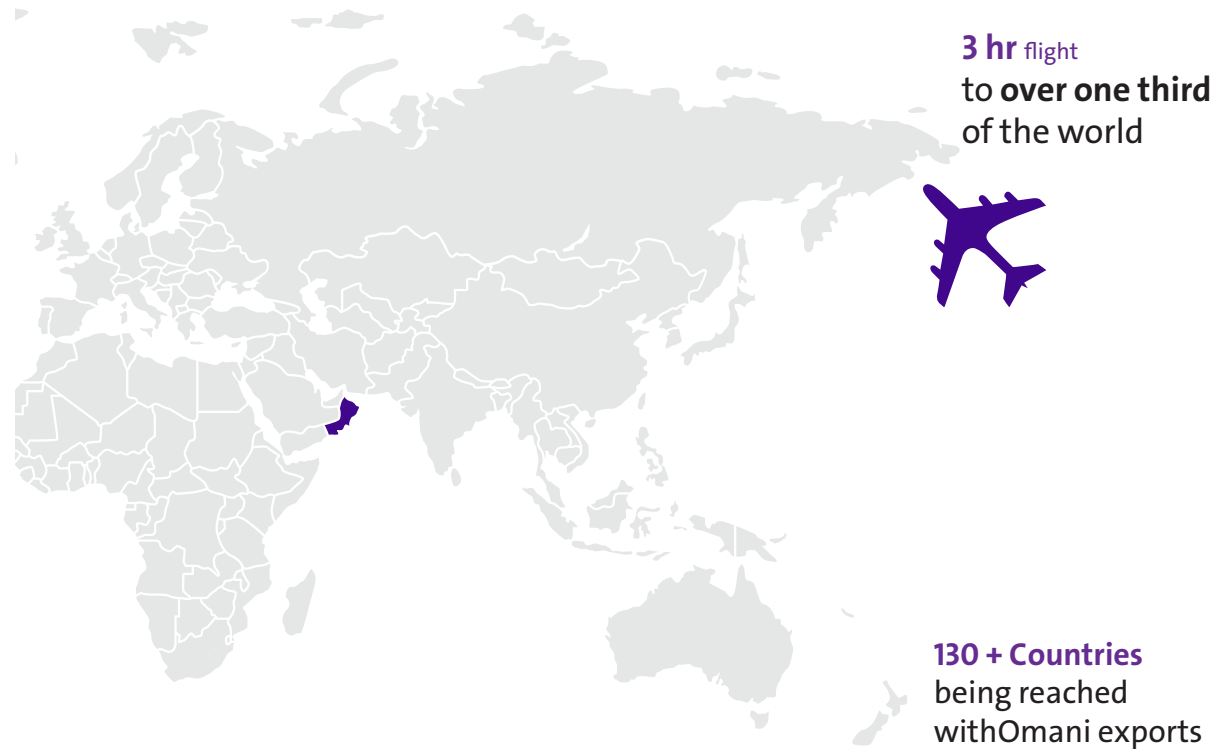 3 hr flight
to over one third
of the world
130 + Countries
being reached
withOmani exports